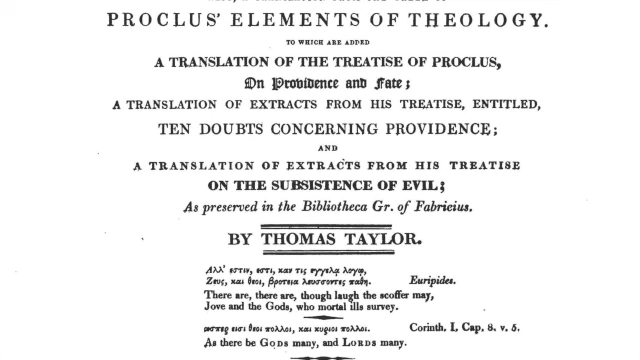 PROCLUS' ELEMENTS OF THEOLOGY.
TO WHICH ARE ADDED
A TRANSLATION OF THE TREATISE OF PROCLUS,
On Providence and Fate;
A TRANSLATION OF EXTRACTS FROM HIS TREATISE, ENTITLED,
TEN DOUBTS CONCERNING PROVIDENCE;
AND
A TRANSLATION OF EXTRACTS FROM HIS TREATISE
ON THE SUBSISTENCE OF EVIL;
As preserved in the Bibliotheca Gr. of Fabricius.
BY THOMAS TAYLOR.
Αλλ' εστιν, εστι, καν τις εγγελᾳ λογῳ,
Ζευς, και θεοι, βροτεια λευσσοντες παθη. Euripides.
There are, there are, though laugh the scoffer may,
Jove and the Gods, who mortal ills survey.
ωσπερ εισι θεοι πολλοι, και κυριοι πολλοι. Corinth. I. Cap. 8. v. 5.
As there be GODS many, and LORDS many.